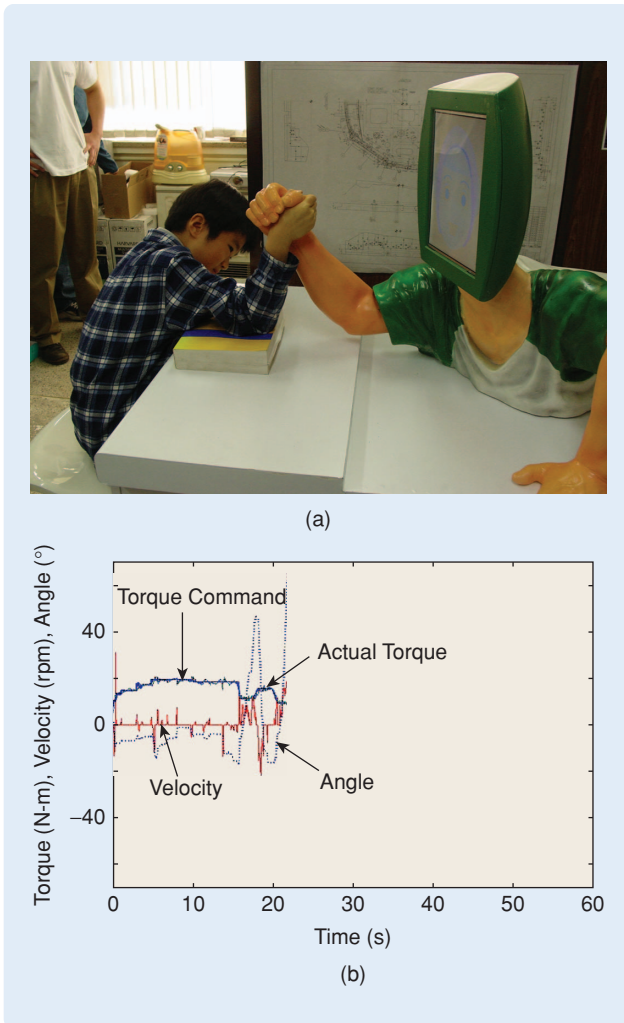 (a)
Torque (N-m), Velocity (rpm), Angle (°)
Torque Command
40
Actual Torque
0
Velocity
Angle
−40
0 10 20 30 40 50 60
Time (s)
(b)